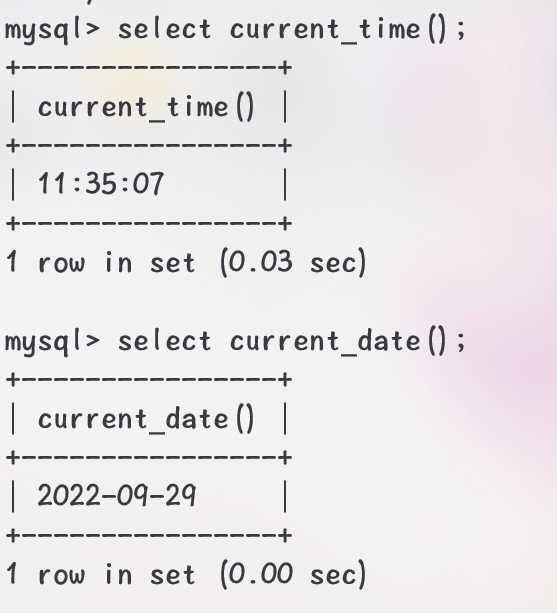 mysql> select current_time();
+----------------+
| current_time() |
+----------------+
| 11:35:07       |
+----------------+
1 row in set (0.03 sec)

mysql> select current_date();
+----------------+
| current_date() |
+----------------+
| 2022-09-29     |
+----------------+
1 row in set (0.00 sec)